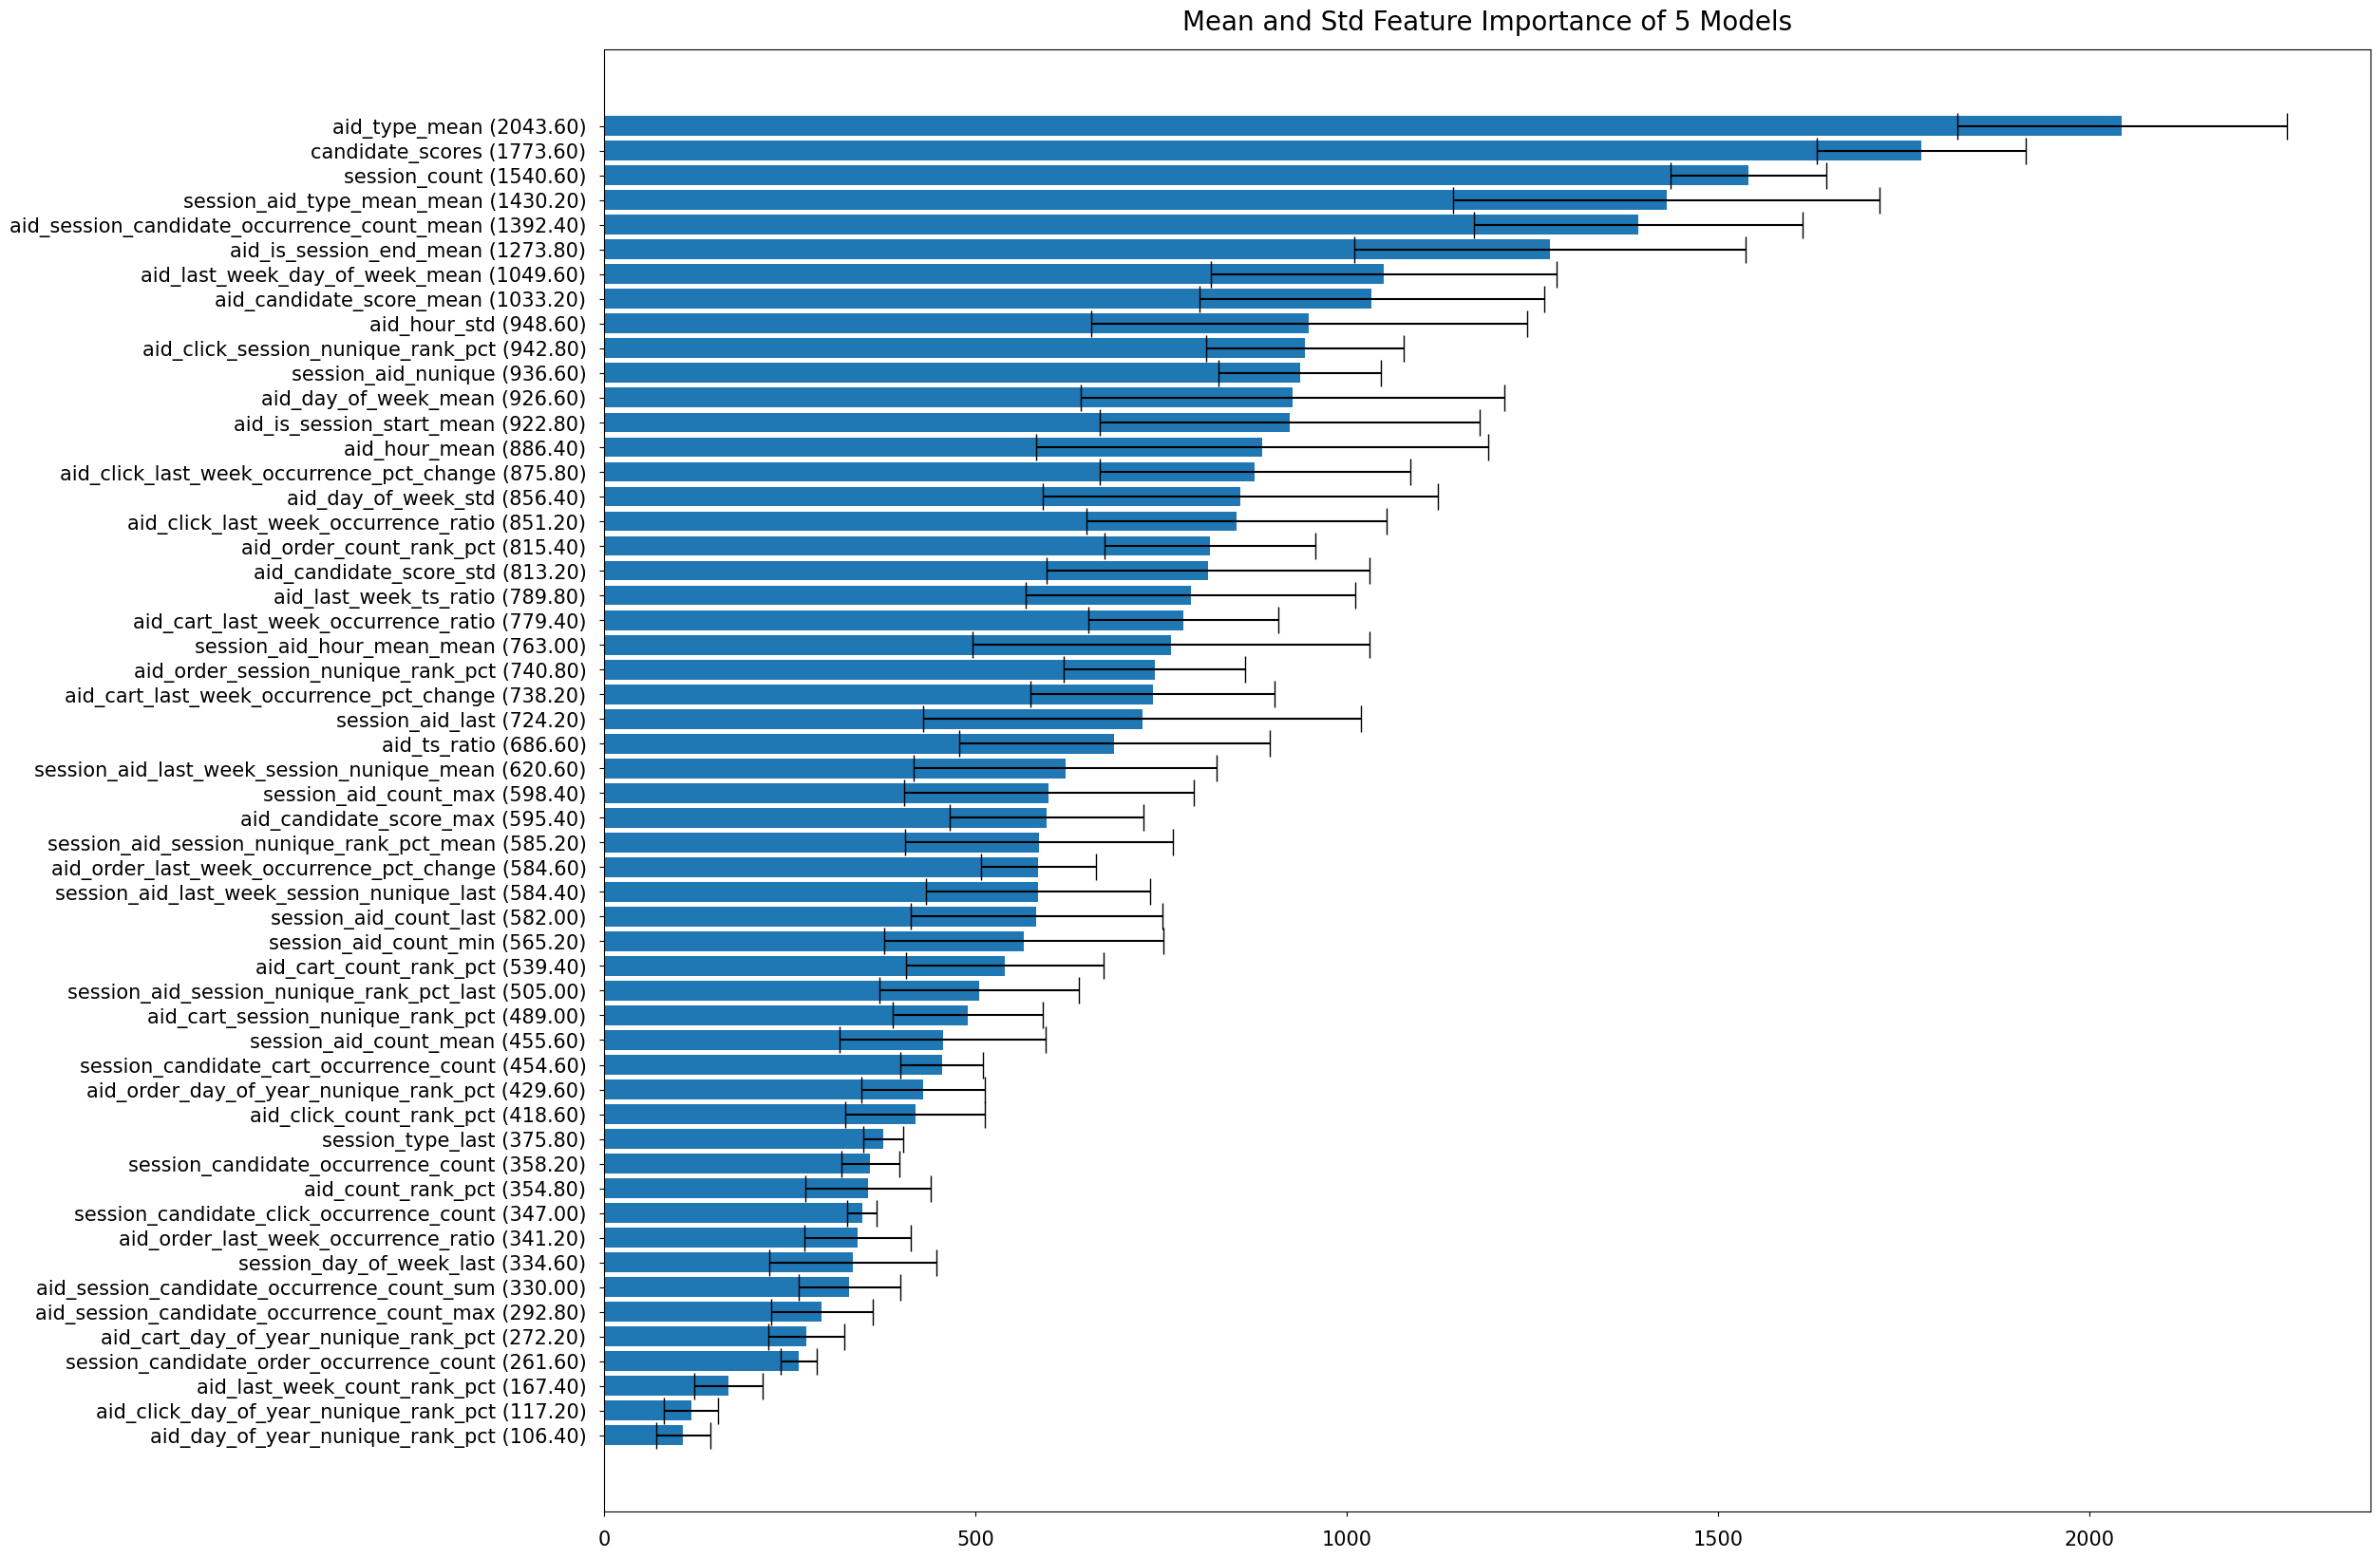 Mean and Std Feature Importance of 5 Models
aid_type_mean (2043.60)
candidate_scores (1773.60)
session_count (1540.60)
session_aid_type_mean_mean (1430.20)
aid_session_candidate_occurrence_count_mean (1392.40)
aid_is_session_end_mean (1273.80)
aid_last_week_day_of_week_mean (1049.60)
aid_candidate_score_mean (1033.20)
aid_hour_std (948.60)
aid_click_session_nunique_rank_pct (942.80)
session_aid_nunique (936.60)
aid_day_of_week_mean (926.60)
aid_is_session_start_mean (922.80)
aid_hour_mean (886.40)
aid_click_last_week_occurrence_pct_change (875.80)
aid_day_of_week_std (856.40)
aid_click_last_week_occurrence_ratio (851.20)
aid_order_count_rank_pct (815.40)
aid_candidate_score_std (813.20)
aid_last_week_ts_ratio (789.80)
aid_cart_last_week_occurrence_ratio (779.40)
session_aid_hour_mean_mean (763.00)
aid_order_session_nunique_rank_pct (740.80)
aid_cart_last_week_occurrence_pct_change (738.20)
session_aid_last (724.20)
aid_ts_ratio (686.60)
session_aid_last_week_session_nunique_mean (620.60)
session_aid_count_max (598.40)
aid_candidate_score_max (595.40)
session_aid_session_nunique_rank_pct_mean (585.20)
aid_order_last_week_occurrence_pct_change (584.60)
session_aid_last_week_session_nunique_last (584.40)
session_aid_count_last (582.00)
session_aid_count_min (565.20)
aid_cart_count_rank_pct (539.40)
session_aid_session_nunique_rank_pct_last (505.00)
aid_cart_session_nunique_rank_pct (489.00)
session_aid_count_mean (455.60)
session_candidate_cart_occurrence_count (454.60)
aid_order_day_of_year_nunique_rank_pct (429.60)
aid_click_count_rank_pct (418.60)
session_type_last (375.80)
session_candidate_occurrence_count (358.20)
aid_count_rank_pct (354.80)
session_candidate_click_occurrence_count (347.00)
aid_order_last_week_occurrence_ratio (341.20)
session_day_of_week_last (334.60)
aid_session_candidate_occurrence_count_sum (330.00)
aid_session_candidate_occurrence_count_max (292.80)
aid_cart_day_of_year_nunique_rank_pct (272.20)
session_candidate_order_occurrence_count (261.60)
aid_last_week_count_rank_pct (167.40)
aid_click_day_of_year_nunique_rank_pct (117.20)
aid_day_of_year_nunique_rank_pct (106.40)
0 500 1000 1500 2000